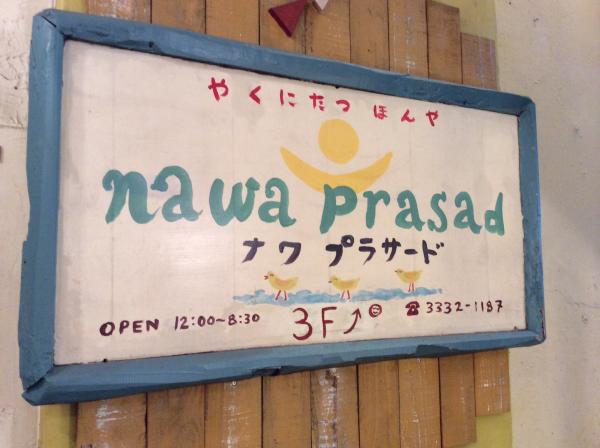 やくにたつ ほんや
nawa prasad
ナワ プラサード
OPEN 12:00~8:30 3F↗ ☎3332-1187